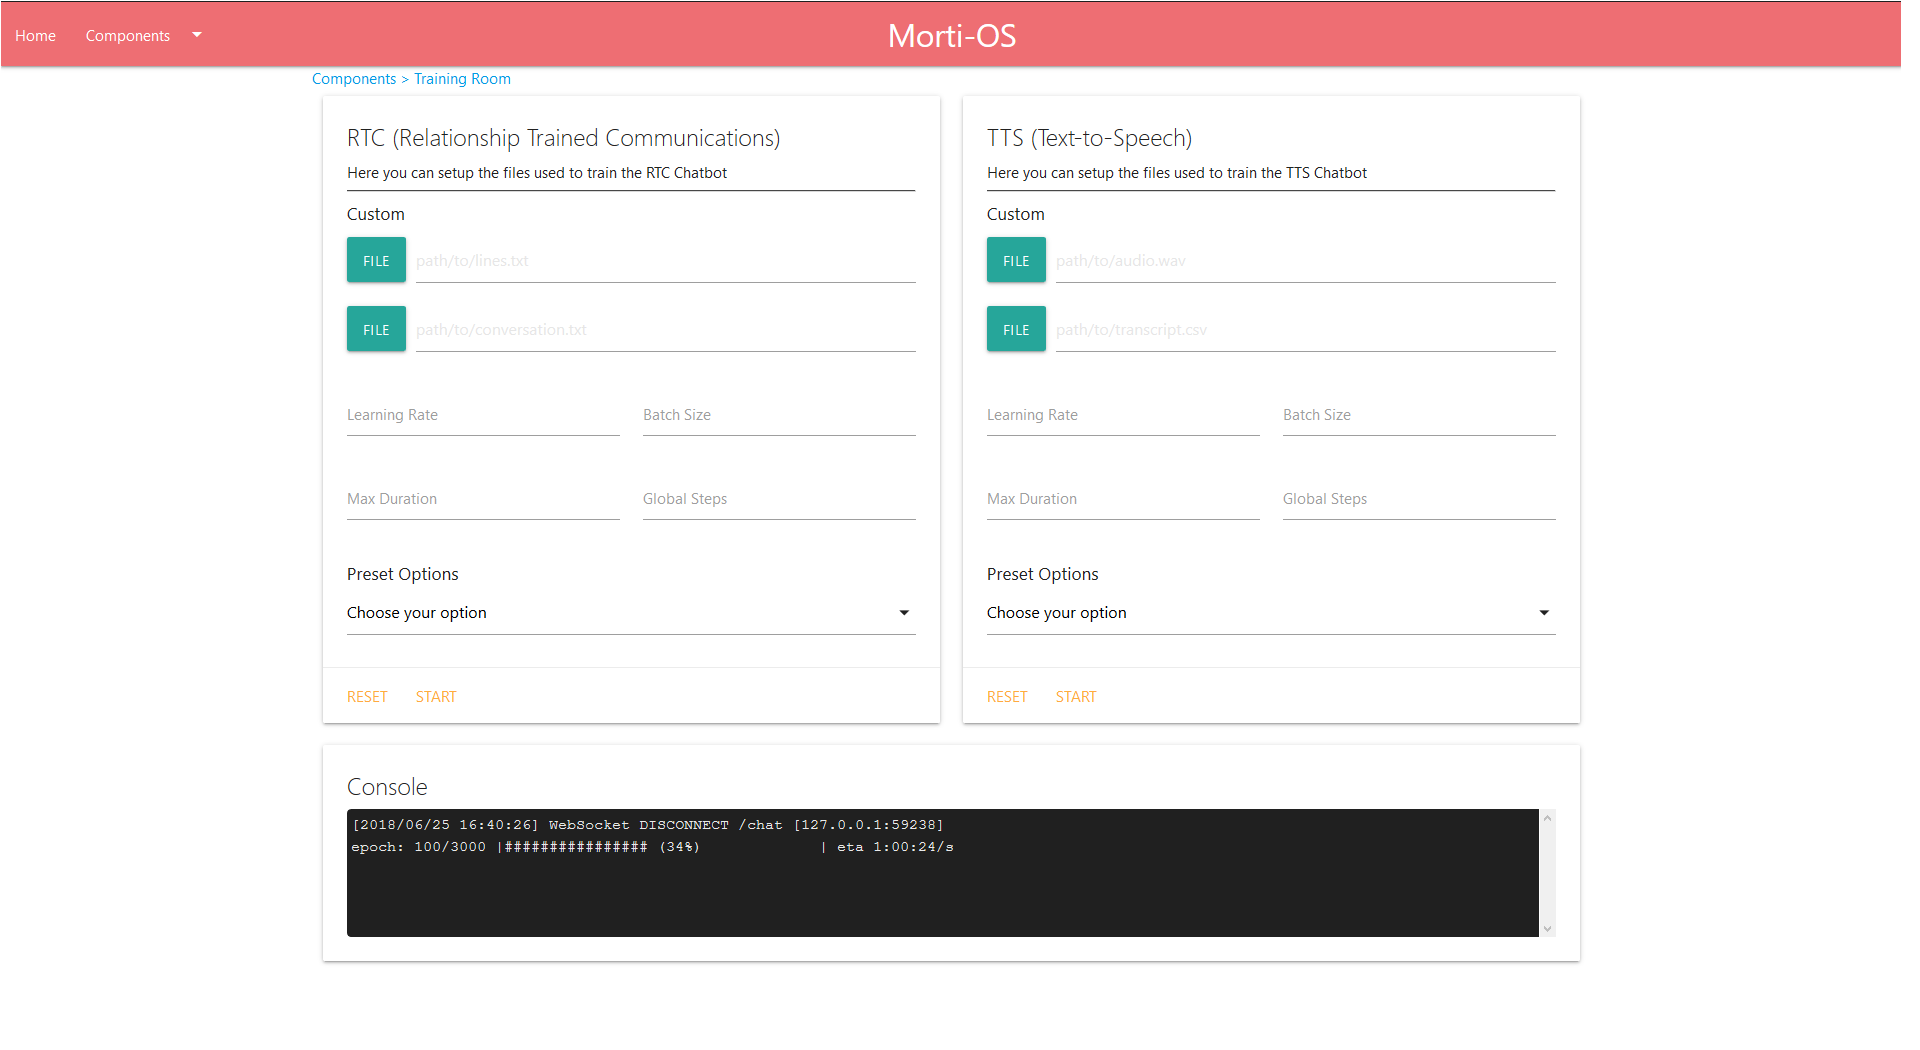 Home Components Morti-OS
Components > Training Room
RTC (Relationship Trained Communications)
Here you can setup the files used to train the RTC Chatbot
Custom
FILE path/to/lines.txt
FILE path/to/conversation.txt
Learning Rate Batch Size
Max Duration Global Steps
Preset Options
Choose your option
RESET START
TTS (Text-to-Speech)
Here you can setup the files used to train the TTS Chatbot
Custom
FILE path/to/audio.wav
FILE path/to/transcript.csv
Learning Rate Batch Size
Max Duration Global Steps
Preset Options
Choose your option
RESET START
Console
[2018/06/25 16:40:26] WebSocket DISCONNECT /chat [127.0.0.1:59238]
epoch: 100/3000 |################ (34%) | eta 1:00:24/s